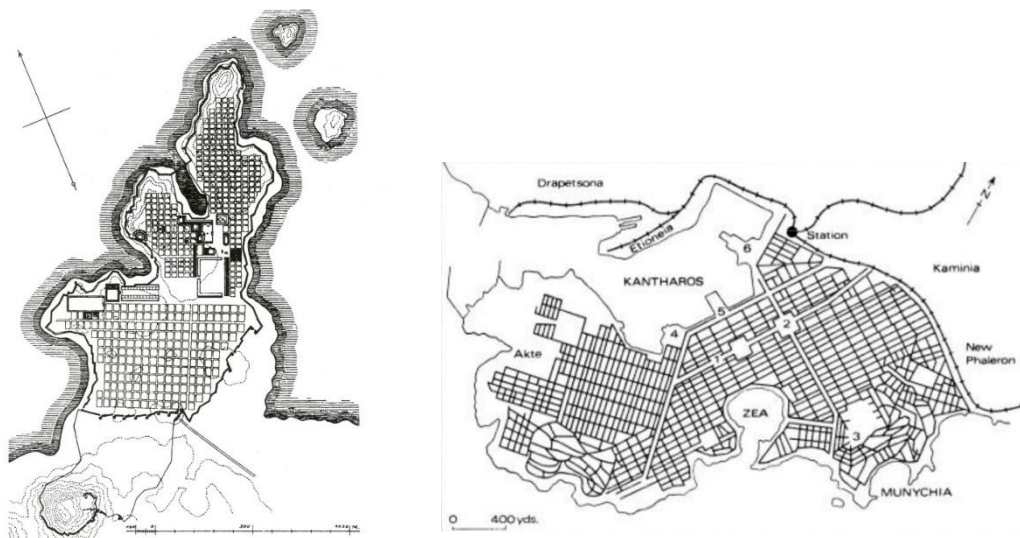 Drapetsona
Etioneia
N
Station
6
KANTHAROS
Kaminia
5
2
4
New
Phaleron
Akte
1
ZEA
3
MUNYCHIA
0 400 yds.